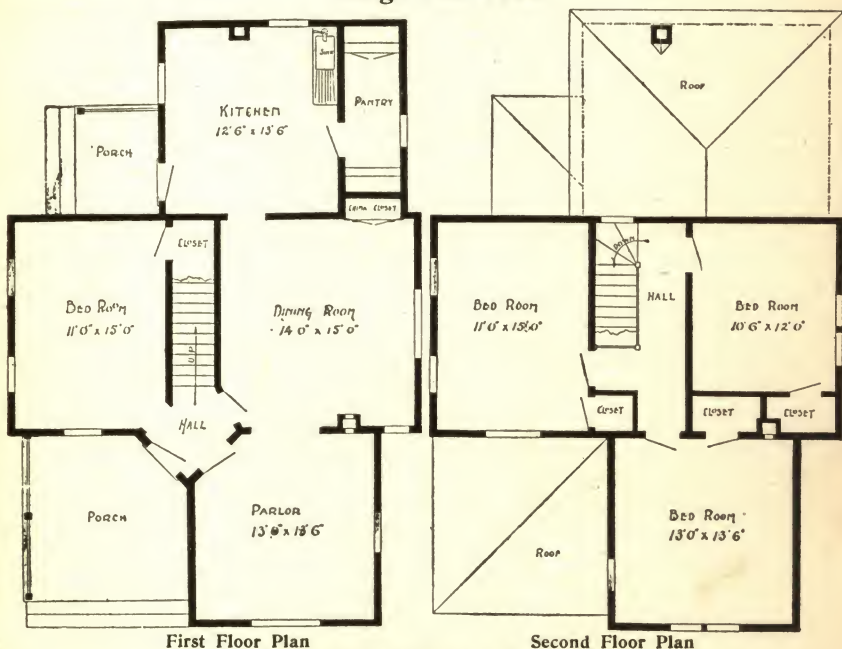 KITCHEN
12'6" x 13'6"
SINK
PANTRY
PORCH
CHINA CLOSET
CLOSET
BED ROOM
11'0" x 15'0"
DINING ROOM
14'0" x 15'0"
UP
HALL
PORCH
PARLOR
13'0" x 13'6"
First Floor Plan
ROOF
DOWN
HALL
BED ROOM
11'0" x 15'0"
BED ROOM
10'6" x 12'0"
CLOSET
CLOSET
CLOSET
ROOF
BED ROOM
13'0" x 13'6"
Second Floor Plan